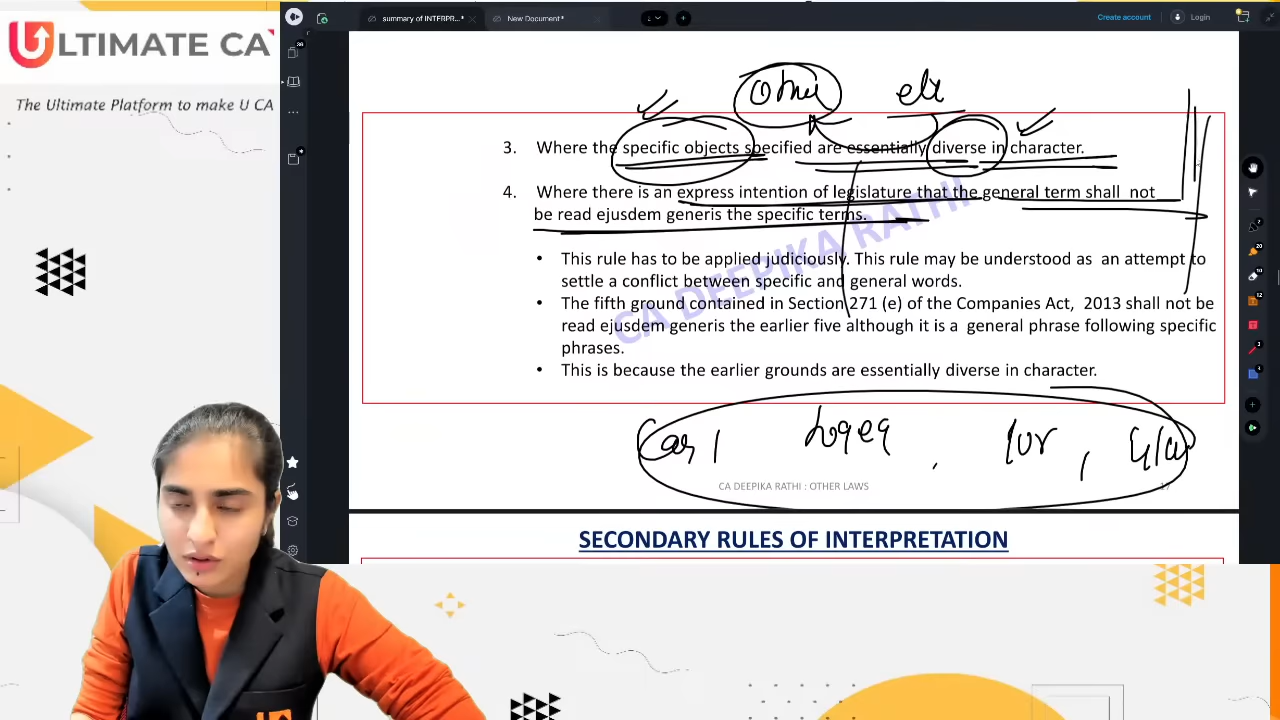 summary of INTERPR...*
New Document*
Create account
Login
ULTIMATE CA
The Ultimate Platform to make U CA
other
3. Where the specific objects specified are essentially diverse in character.
4. Where there is an express intention of legislature that the general term shall not
be read ejusdem generis the specific terms.
• This rule has to be applied judiciously. This rule may be understood as an attempt to
settle a conflict between specific and general words.
• The fifth ground contained in Section 271 (e) of the Companies Act, 2013 shall not be
read ejusdem generis the earlier five although it is a general phrase following specific
phrases.
• This is because the earlier grounds are essentially diverse in character.
CA DEEPIKA RATHI
Car
CA DEEPIKA RATHI : OTHER LAWS
17
SECONDARY RULES OF INTERPRETATION